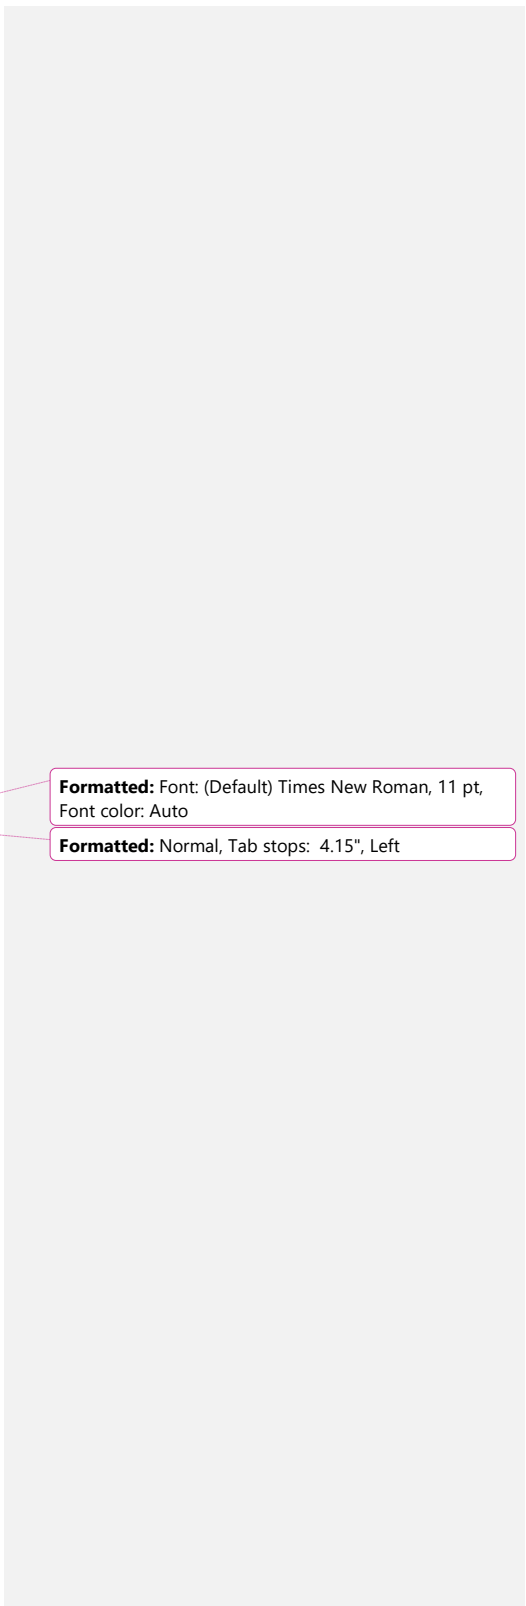 Formatted: Font: (Default) Times New Roman, 11 pt,
Font color: Auto
Formatted: Normal, Tab stops:  4.15", Left